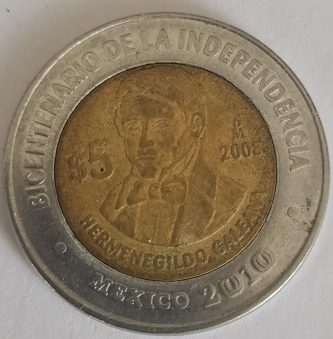 BICENTENARIO DE LA INDEPENDENCIA
$5
M
2008
HERMENEGILDO GALEANA
MEXICO 2010